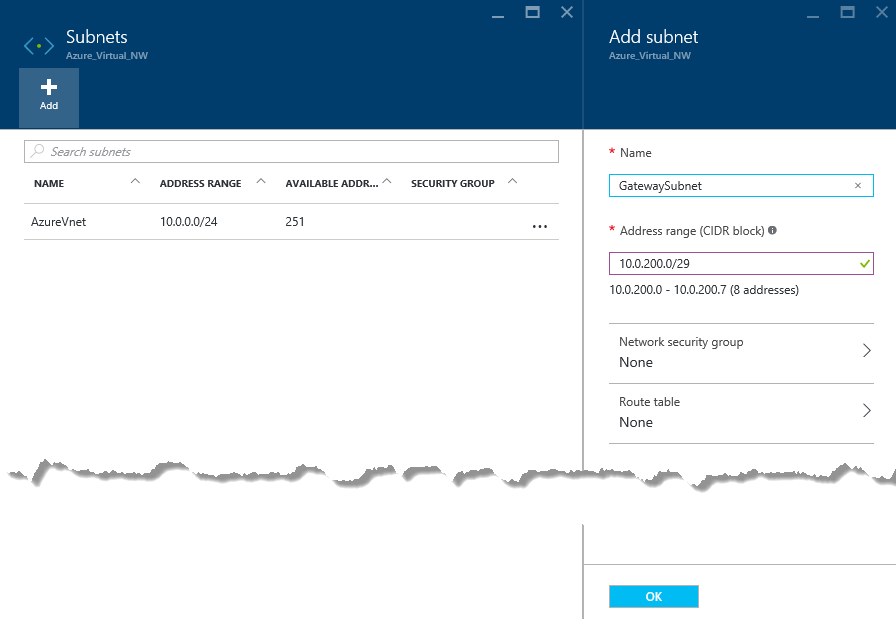 Subnets
Azure_Virtual_NW
Add
Search subnets
NAME ADDRESS RANGE AVAILABLE ADDR... SECURITY GROUP
AzureVnet 10.0.0.0/24 251 ...
Add subnet
Azure_Virtual_NW
* Name
GatewaySubnet
* Address range (CIDR block)
10.0.200.0/29
10.0.200.0 - 10.0.200.7 (8 addresses)
Network security group
None
Route table
None
OK